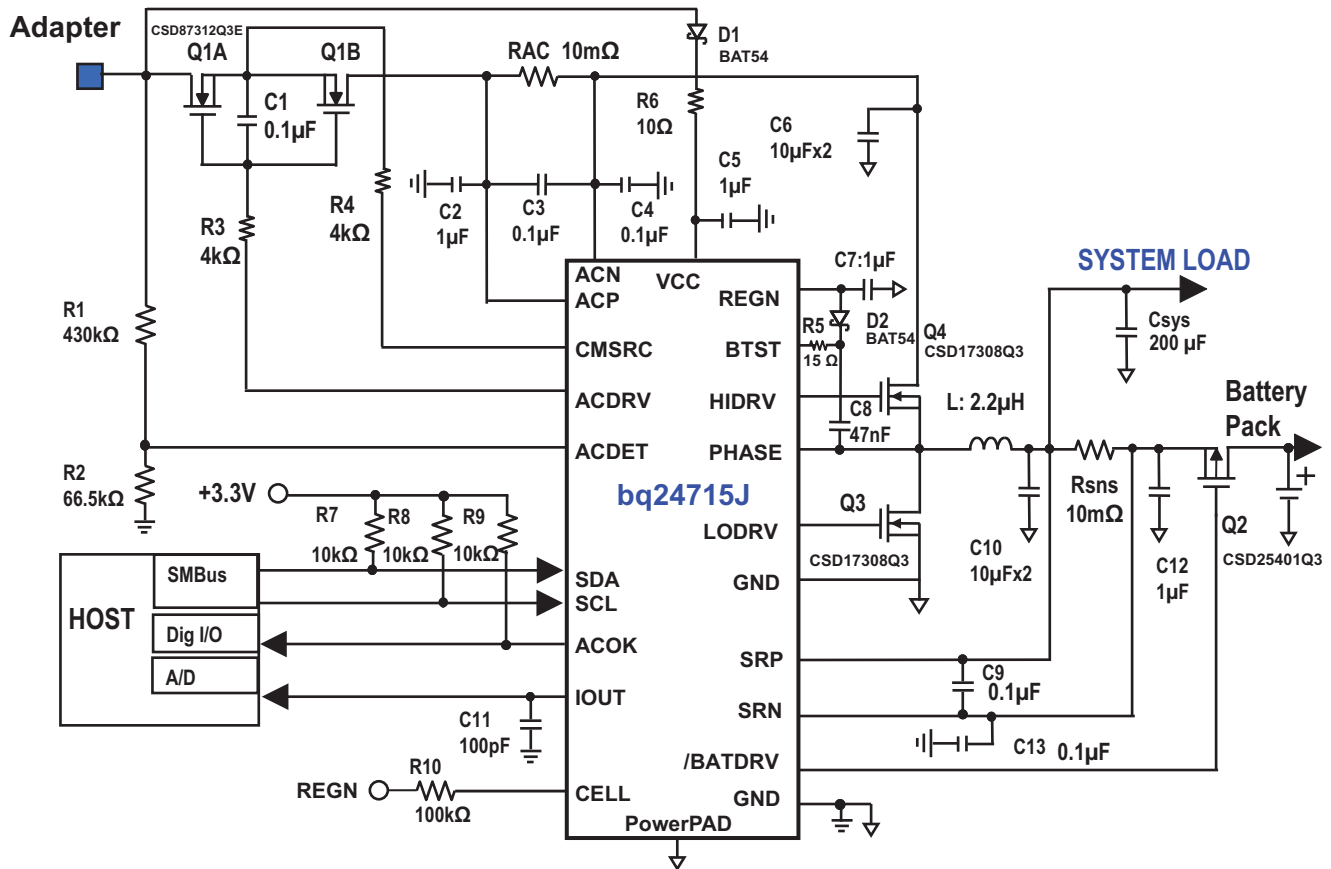 Adapter
CSD87312Q3E
Q1A
Q1B
C1
0.1µF
RAC 10mΩ
D1
BAT54
R6
10Ω
C6
10µFx2
C5
1µF
R3
4kΩ
R4
4kΩ
C2
1µF
C3
0.1µF
C4
0.1µF
R1
430kΩ
R2
66.5kΩ
ACN
ACP
CMSRC
ACDRV
ACDET
SDA
SCL
ACOK
IOUT
CELL
VCC
REGN
BTST
HIDRV
PHASE
LODRV
GND
SRP
SRN
/BATDRV
GND
PowerPAD
bq24715J
C7:1µF
R5
15 Ω
D2
BAT54
Q4
CSD17308Q3
C8
47nF
L: 2.2µH
SYSTEM LOAD
Csys
200 µF
Battery
Pack
+
Rsns
10mΩ
Q2
CSD25401Q3
Q3
CSD17308Q3
C10
10µFx2
C12
1µF
C9
0.1µF
C13 0.1µF
+3.3V
R7
10kΩ
R8
10kΩ
R9
10kΩ
HOST
SMBus
Dig I/O
A/D
C11
100pF
REGN
R10
100kΩ